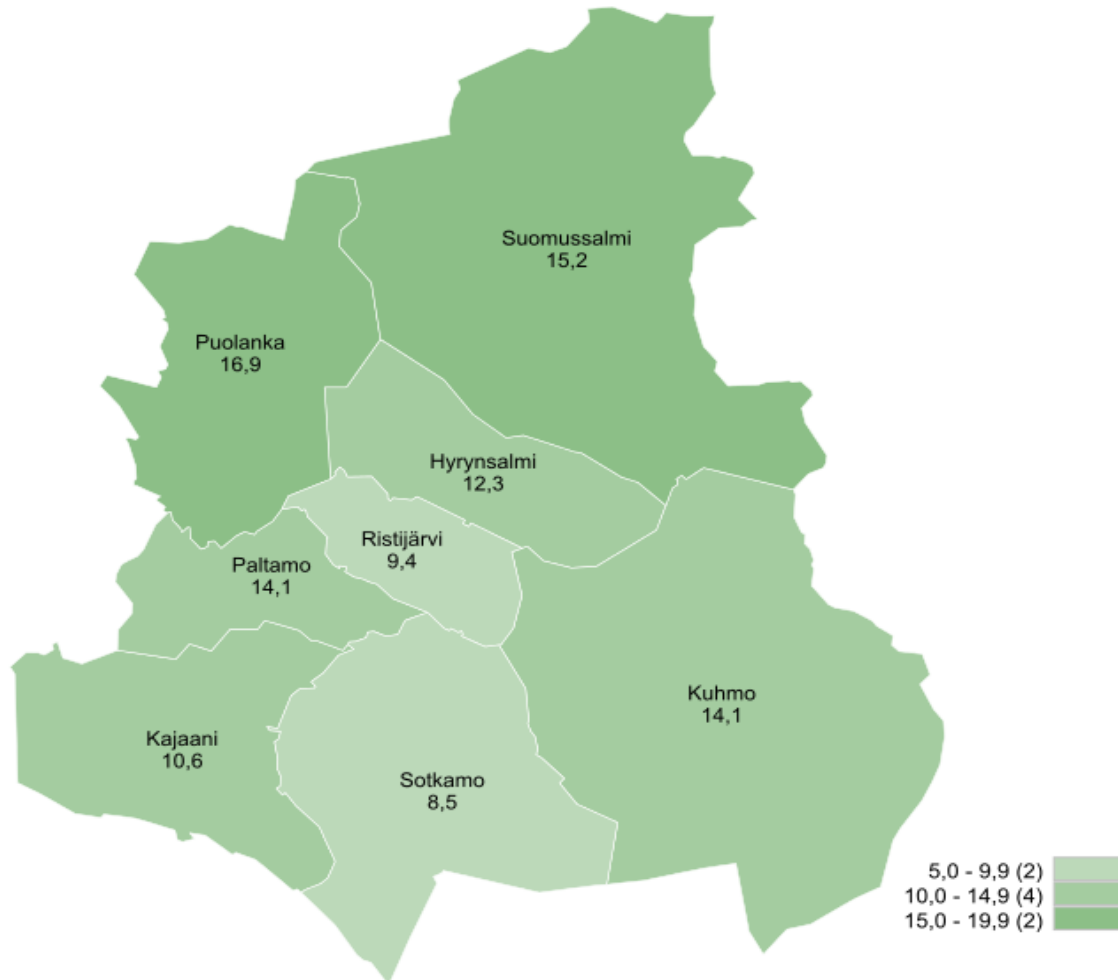 Suomussalmi
15,2
Puolanka
16,9
Hyrynsalmi
12,3
Ristijärvi
9,4
Paltamo
14,1
Kuhmo
14,1
Kajaani
10,6
Sotkamo
8,5
5,0 - 9,9 (2)
10,0 - 14,9 (4)
15,0 - 19,9 (2)